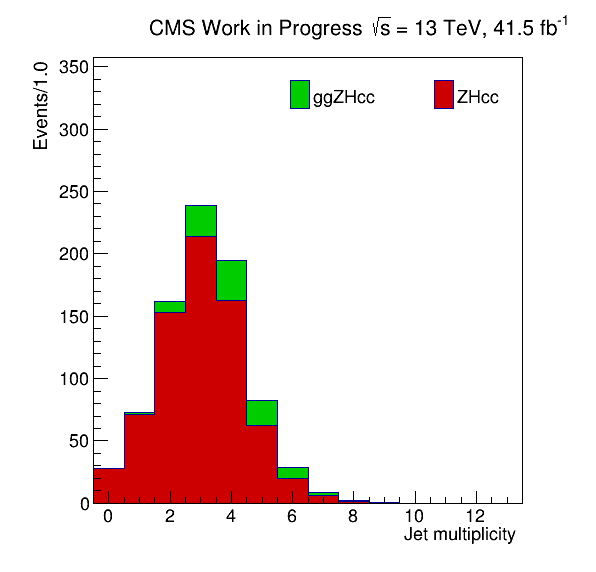 CMS Work in Progress √s = 13 TeV, 41.5 fb⁻¹
Events/1.0
350
300
250
200
150
100
50
0
ggZHcc
ZHcc
0 2 4 6 8 10 12
Jet multiplicity